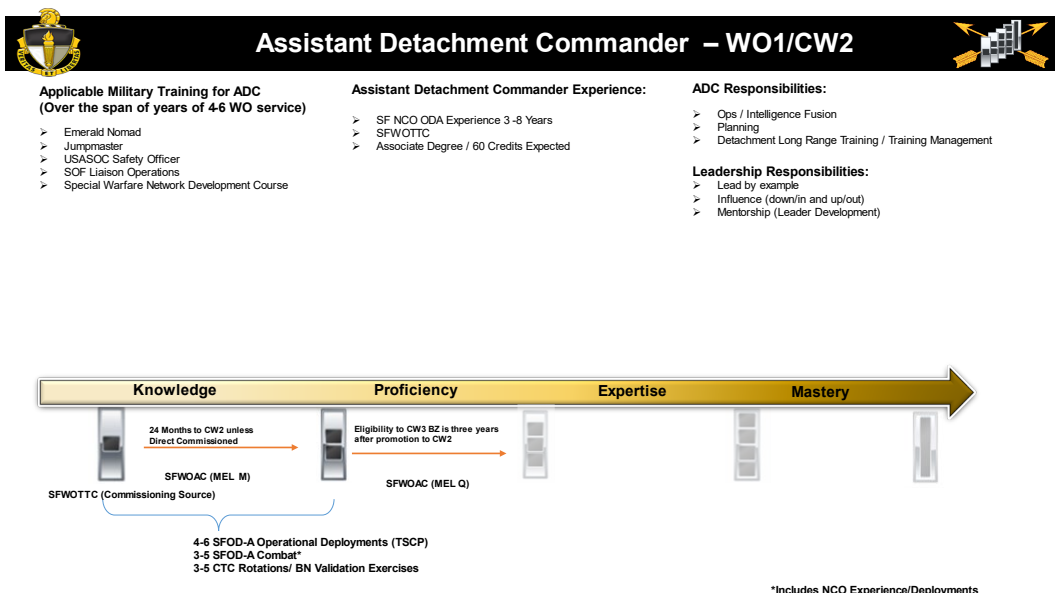 Assistant Detachment Commander – WO1/CW2
Applicable Military Training for ADC
(Over the span of years of 4-6 WO service)
➢ Emerald Nomad
➢ Jumpmaster
➢ USASOC Safety Officer
➢ SOF Liaison Operations
➢ Special Warfare Network Development Course
Assistant Detachment Commander Experience:
➢ SF NCO ODA Experience 3 -8 Years
➢ SFWOTTC
➢ Associate Degree / 60 Credits Expected
ADC Responsibilities:
➢ Ops / Intelligence Fusion
➢ Planning
➢ Detachment Long Range Training / Training Management
Leadership Responsibilities:
➢ Lead by example
➢ Influence (down/in and up/out)
➢ Mentorship (Leader Development)
Knowledge
Proficiency
Expertise
Mastery
24 Months to CW2 unless
Direct Commissioned
Eligibility to CW3 BZ is three years
after promotion to CW2
SFWOAC (MEL M)
SFWOAC (MEL Q)
SFWOTTC (Commissioning Source)
4-6 SFOD-A Operational Deployments (TSCP)
3-5 SFOD-A Combat*
3-5 CTC Rotations/ BN Validation Exercises
*Includes NCO Experience/Deployments